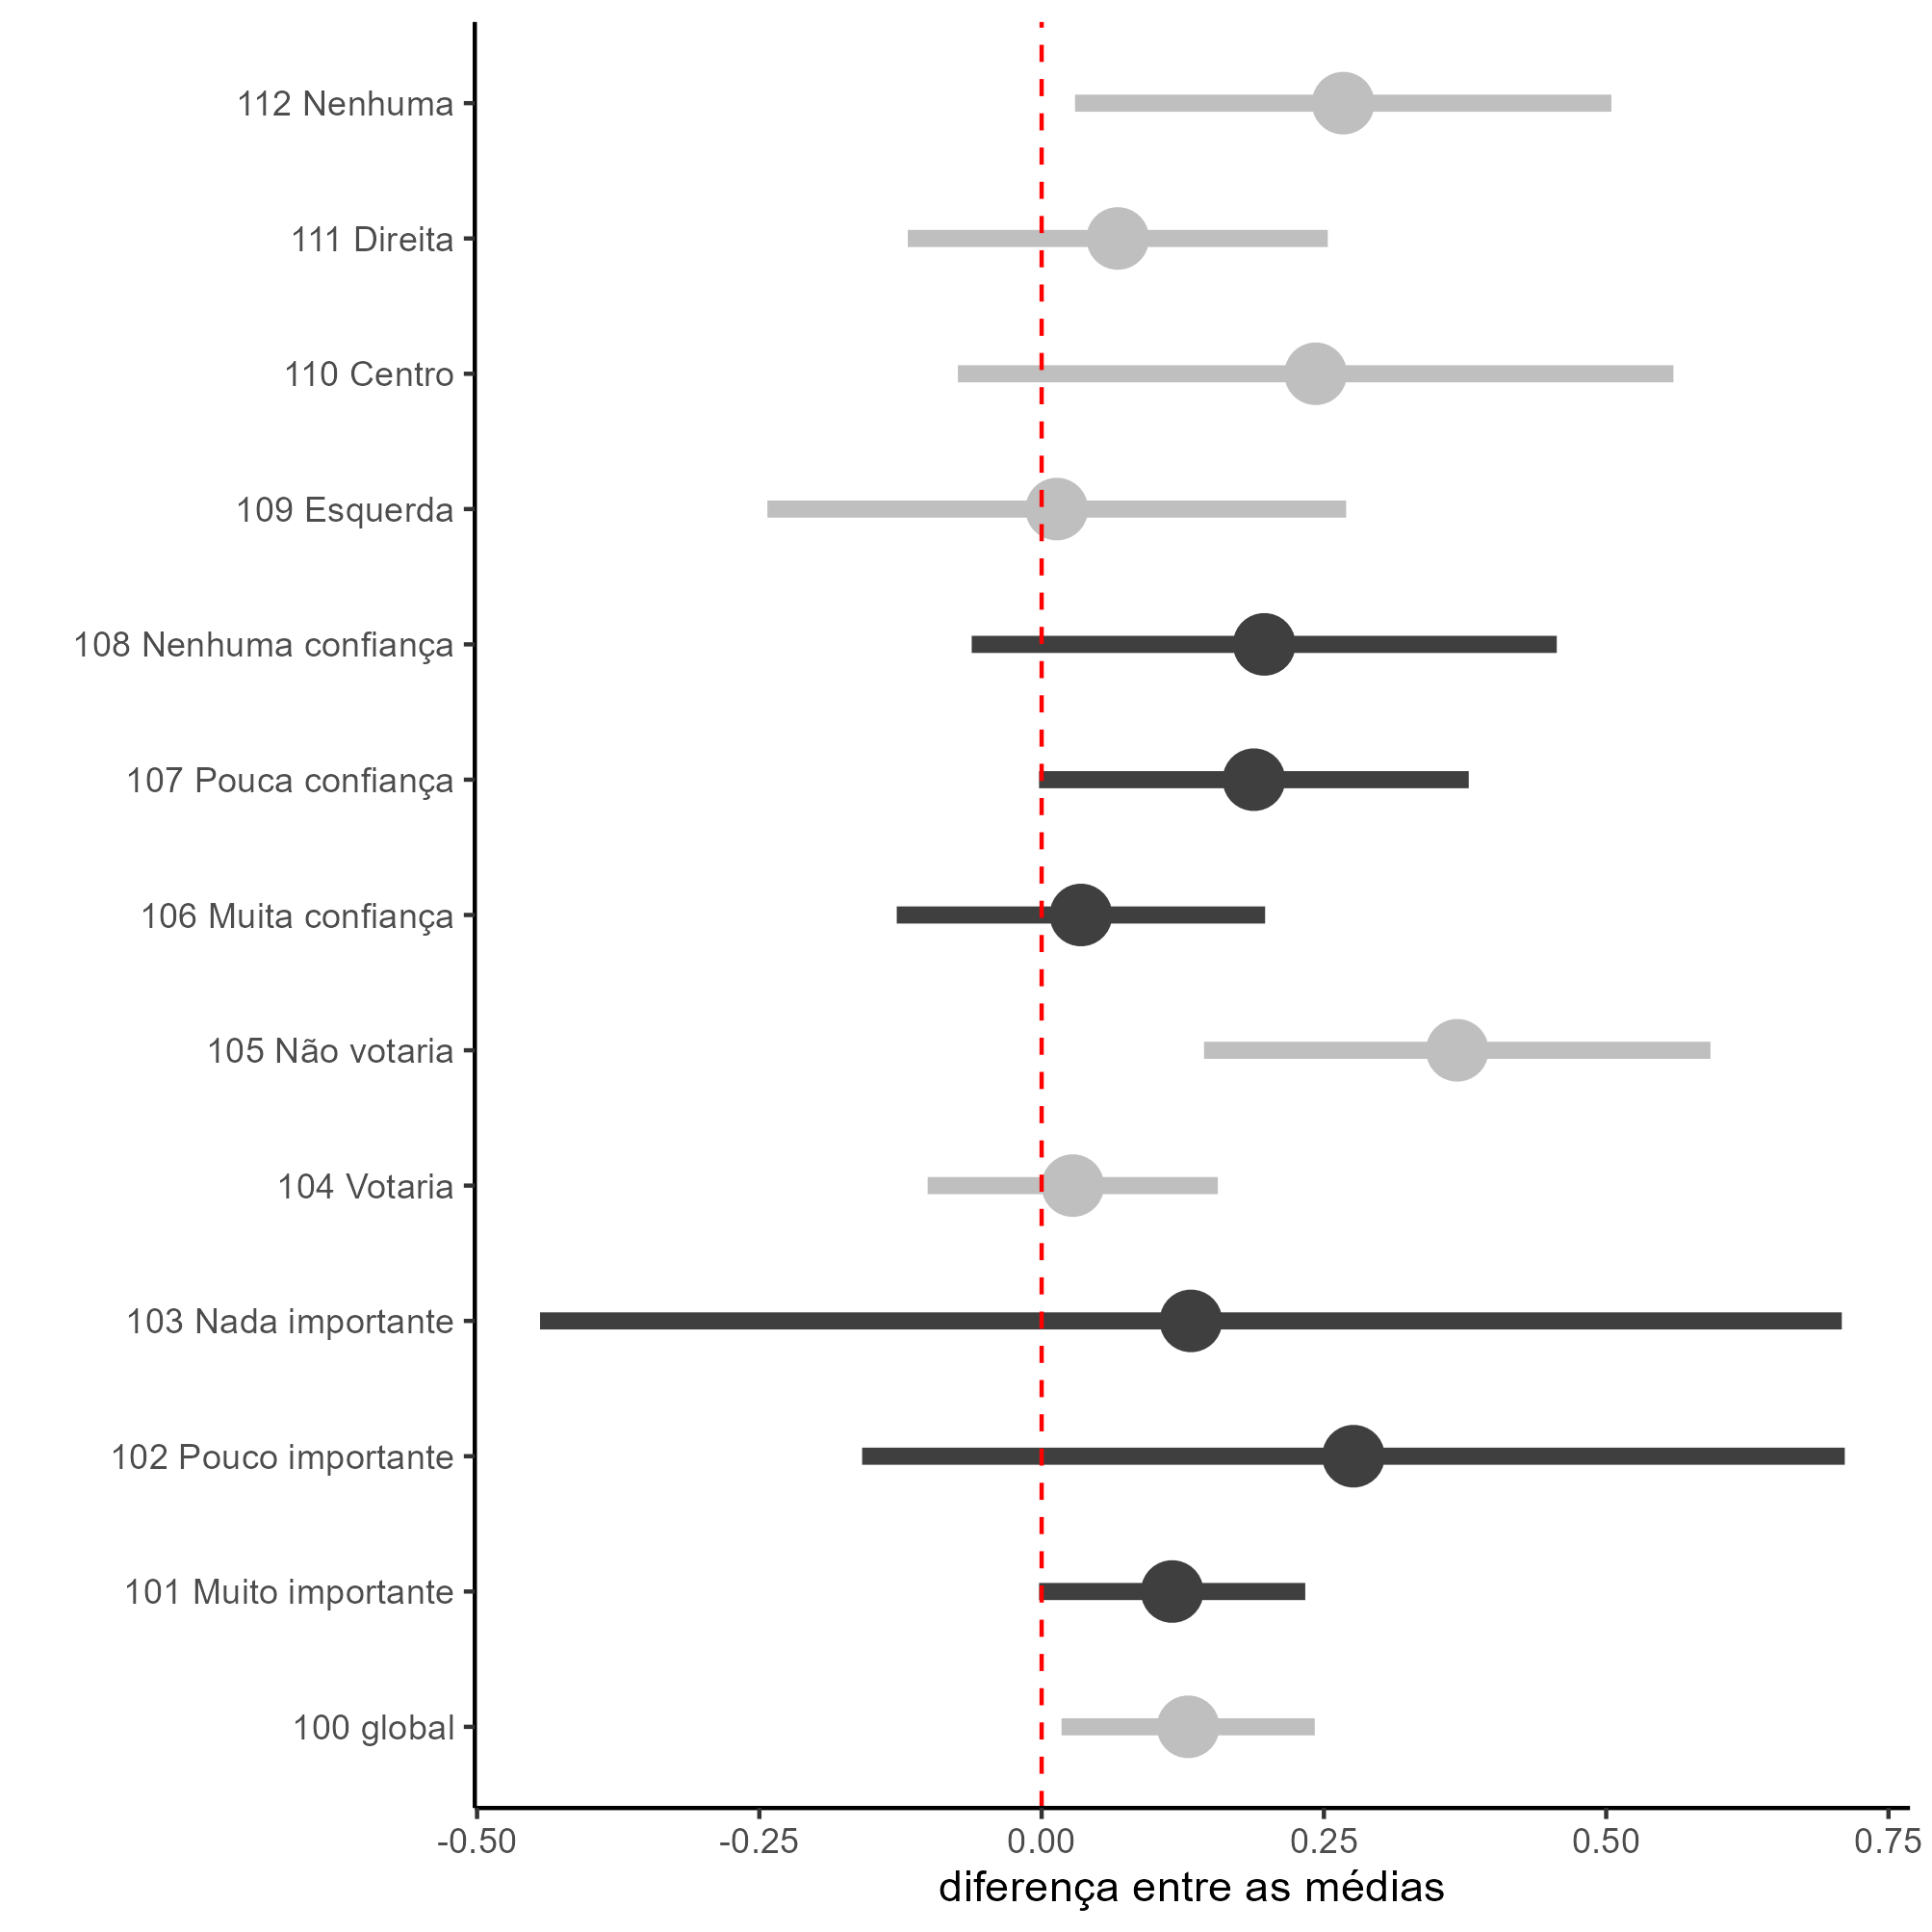 112 Nenhuma
111 Direita
110 Centro
109 Esquerda
108 Nenhuma confiança
107 Pouca confiança
106 Muita confiança
105 Não votaria
104 Votaria
103 Nada importante
102 Pouco importante
101 Muito importante
100 global
-0.50 -0.25 0.00 0.25 0.50 0.75
diferença entre as médias